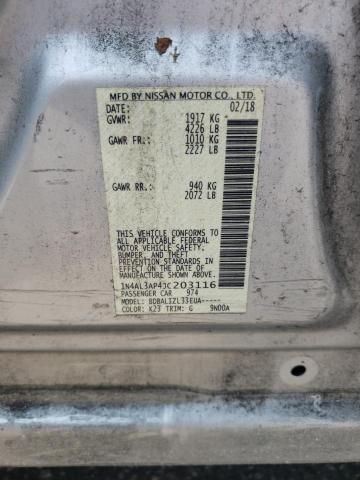 MFD BY NISSAN MOTOR CO., LTD.
DATE: 02/18
GVWR: 1917 KG
4226 LB
GAWR FR: 1010 KG
2227 LB
GAWR RR: 940 KG
2072 LB
THIS VEHICLE CONFORMS TO
ALL APPLICABLE FEDERAL
MOTOR VEHICLE SAFETY,
BUMPER, AND THEFT
PREVENTION STANDARDS IN
EFFECT ON THE DATE OF
MANUFACTURE SHOWN ABOVE.
1N4AL3AP4JC203116
PASSENGER CAR 974
MODEL: BDBALIZL33EUA-----
COLOR: K23 TRIM: G 9N00A